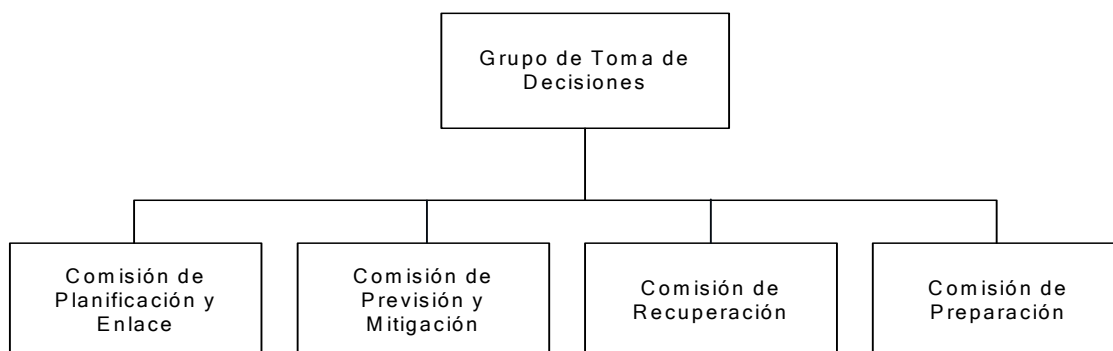 Grupo de Toma de
Decisiones
Comisión de
Planificación y
Enlace
Comisión de
Previsión y
Mitigación
Comisión de
Recuperación
Comisión de
Preparación